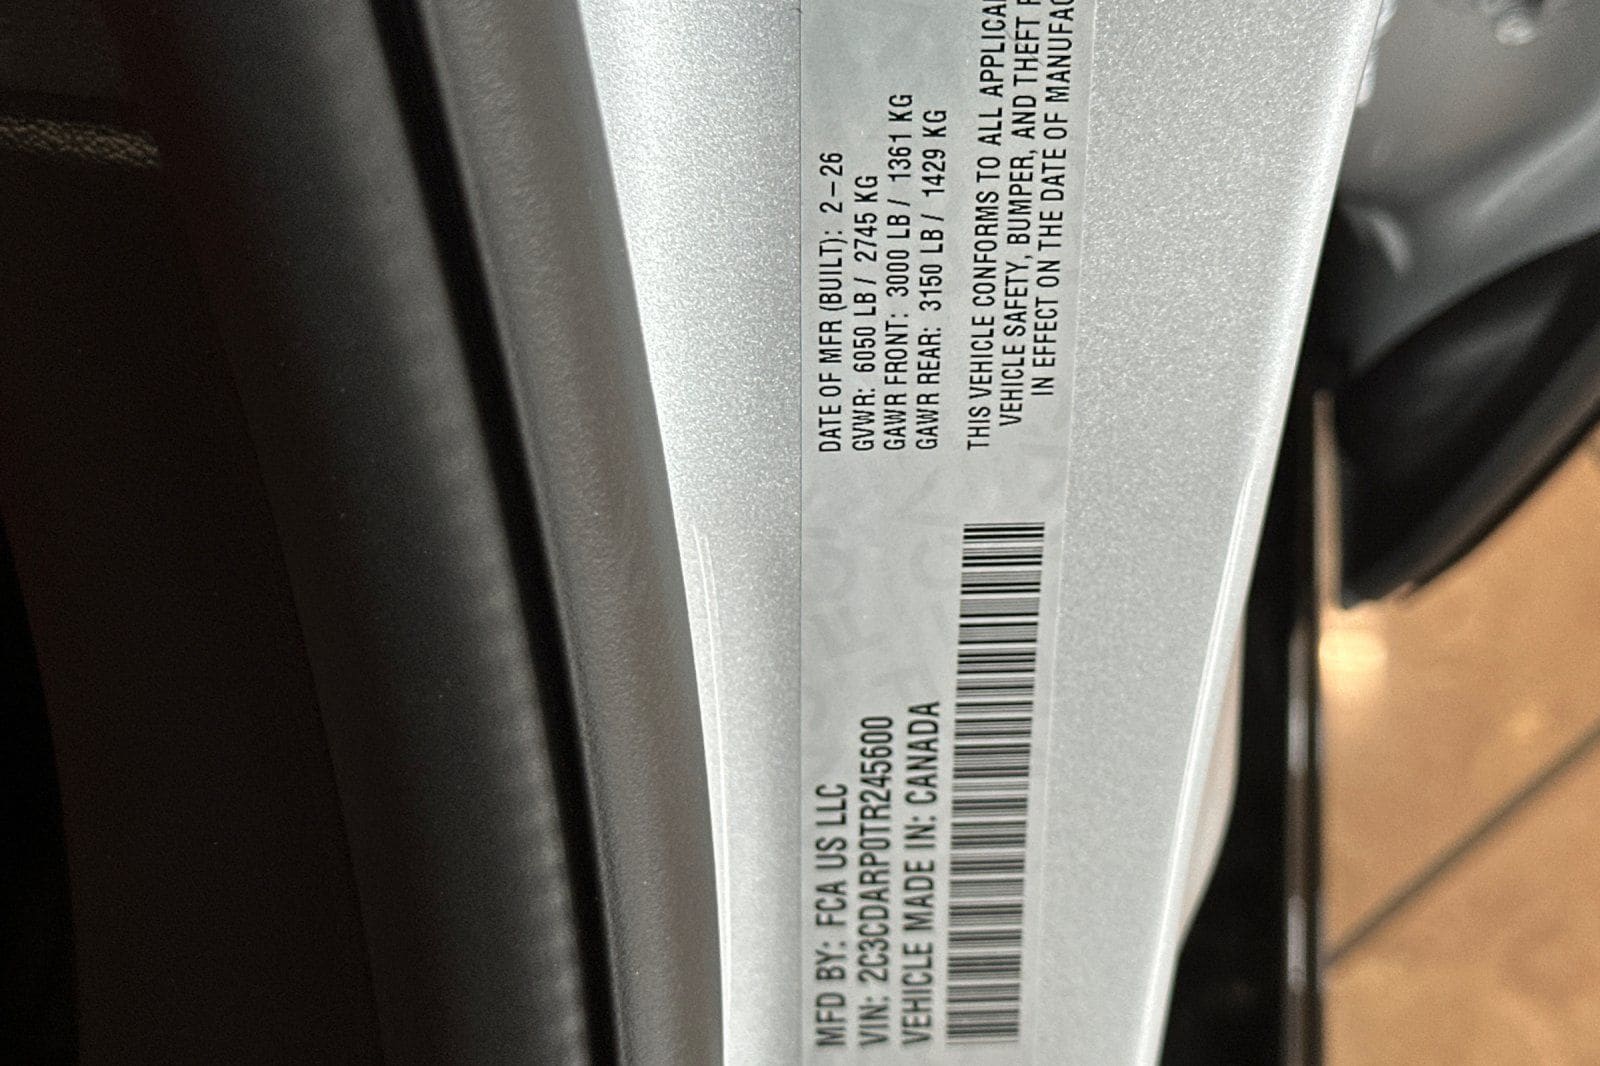 MFD BY: FCA US LLC
VIN: 2C3CDARP0TR245600
VEHICLE MADE IN: CANADA
DATE OF MFR (BUILT): 2-26
GVWR: 6050 LB / 2745 KG
GAWR FRONT: 3000 LB / 1361 KG
GAWR REAR: 3150 LB / 1429 KG
THIS VEHICLE CONFORMS TO ALL
VEHICLE SAFETY, BUMPER, AND THEFT
IN EFFECT ON THE DATE OF